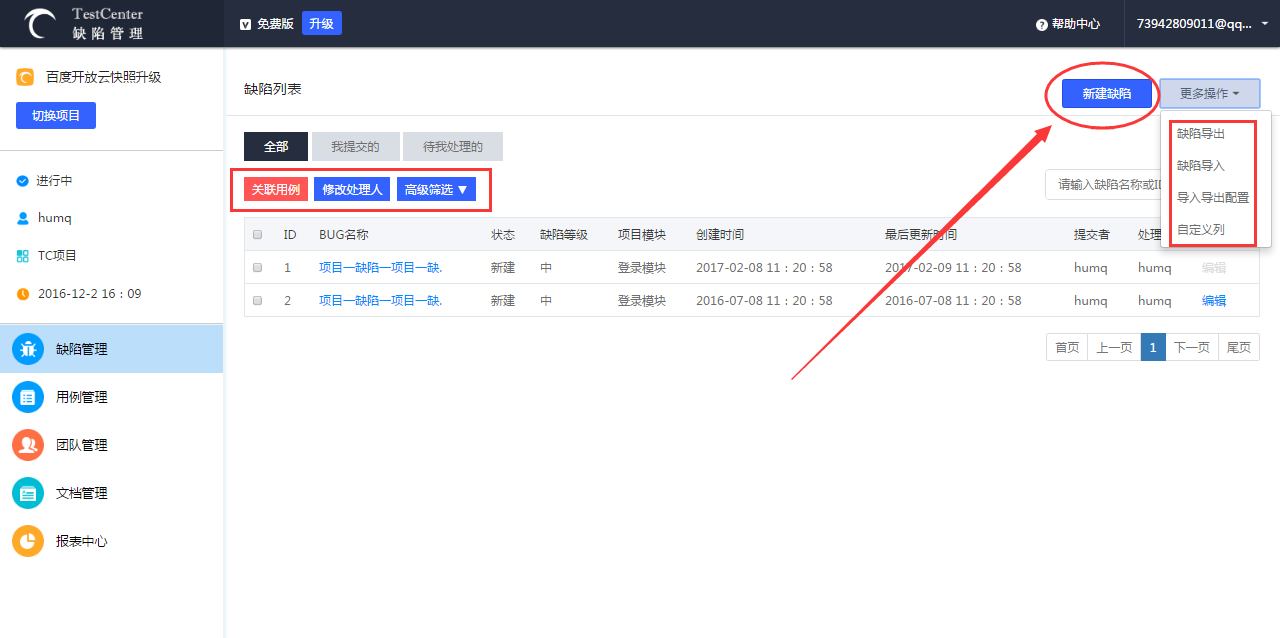 TestCenter
缺陷管理
免费版 升级
帮助中心
73942809011@qq...
百度开放云快照升级
切换项目
进行中
humq
TC项目
2016-12-2 16：09
缺陷管理
用例管理
团队管理
文档管理
报表中心
缺陷列表
新建缺陷
更多操作
缺陷导出
缺陷导入
导入导出配置
自定义列
全部 我提交的 待我处理的
关联用例 修改处理人 高级筛选 ▼
请输入缺陷名称或ID
ID BUG名称 状态 缺陷等级 项目模块 创建时间 最后更新时间 提交者 处理
1 项目一缺陷一项目一缺. 新建 中 登录模块 2017-02-08 11：20：58 2017-02-09 11：20：58 humq humq 编辑
2 项目一缺陷一项目一缺. 新建 中 登录模块 2016-07-08 11：20：58 2016-07-08 11：20：58 humq humq 编辑
首页 上一页 1 下一页 尾页